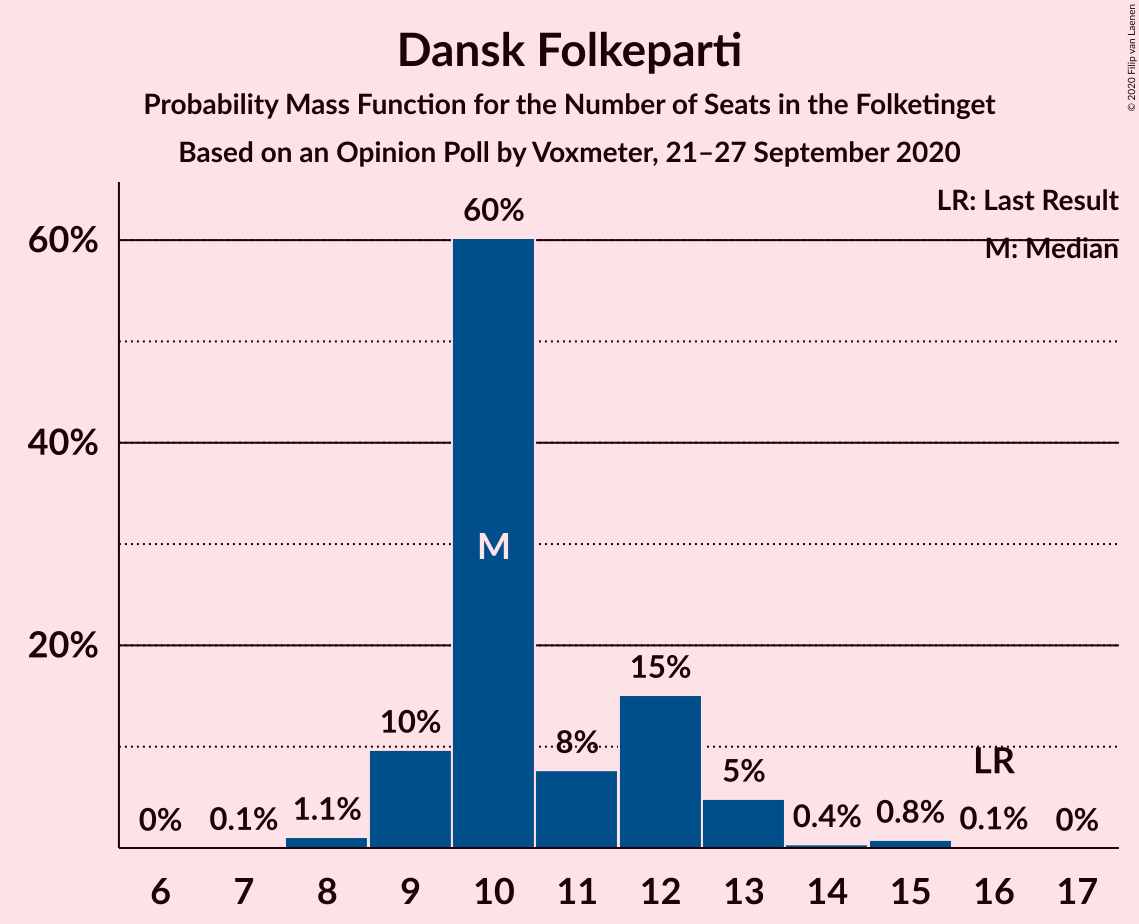 Dansk Folkeparti
Probability Mass Function for the Number of Seats in the Folketinget
Based on an Opinion Poll by Voxmeter, 21–27 September 2020
© 2020 Filip van Laenen
LR: Last Result
M: Median
60%
40%
20%
0%
0.1%
1.1%
10%
60%
M
8%
15%
5%
0.4%
0.8%
LR
0.1%
0%
6 7 8 9 10 11 12 13 14 15 16 17